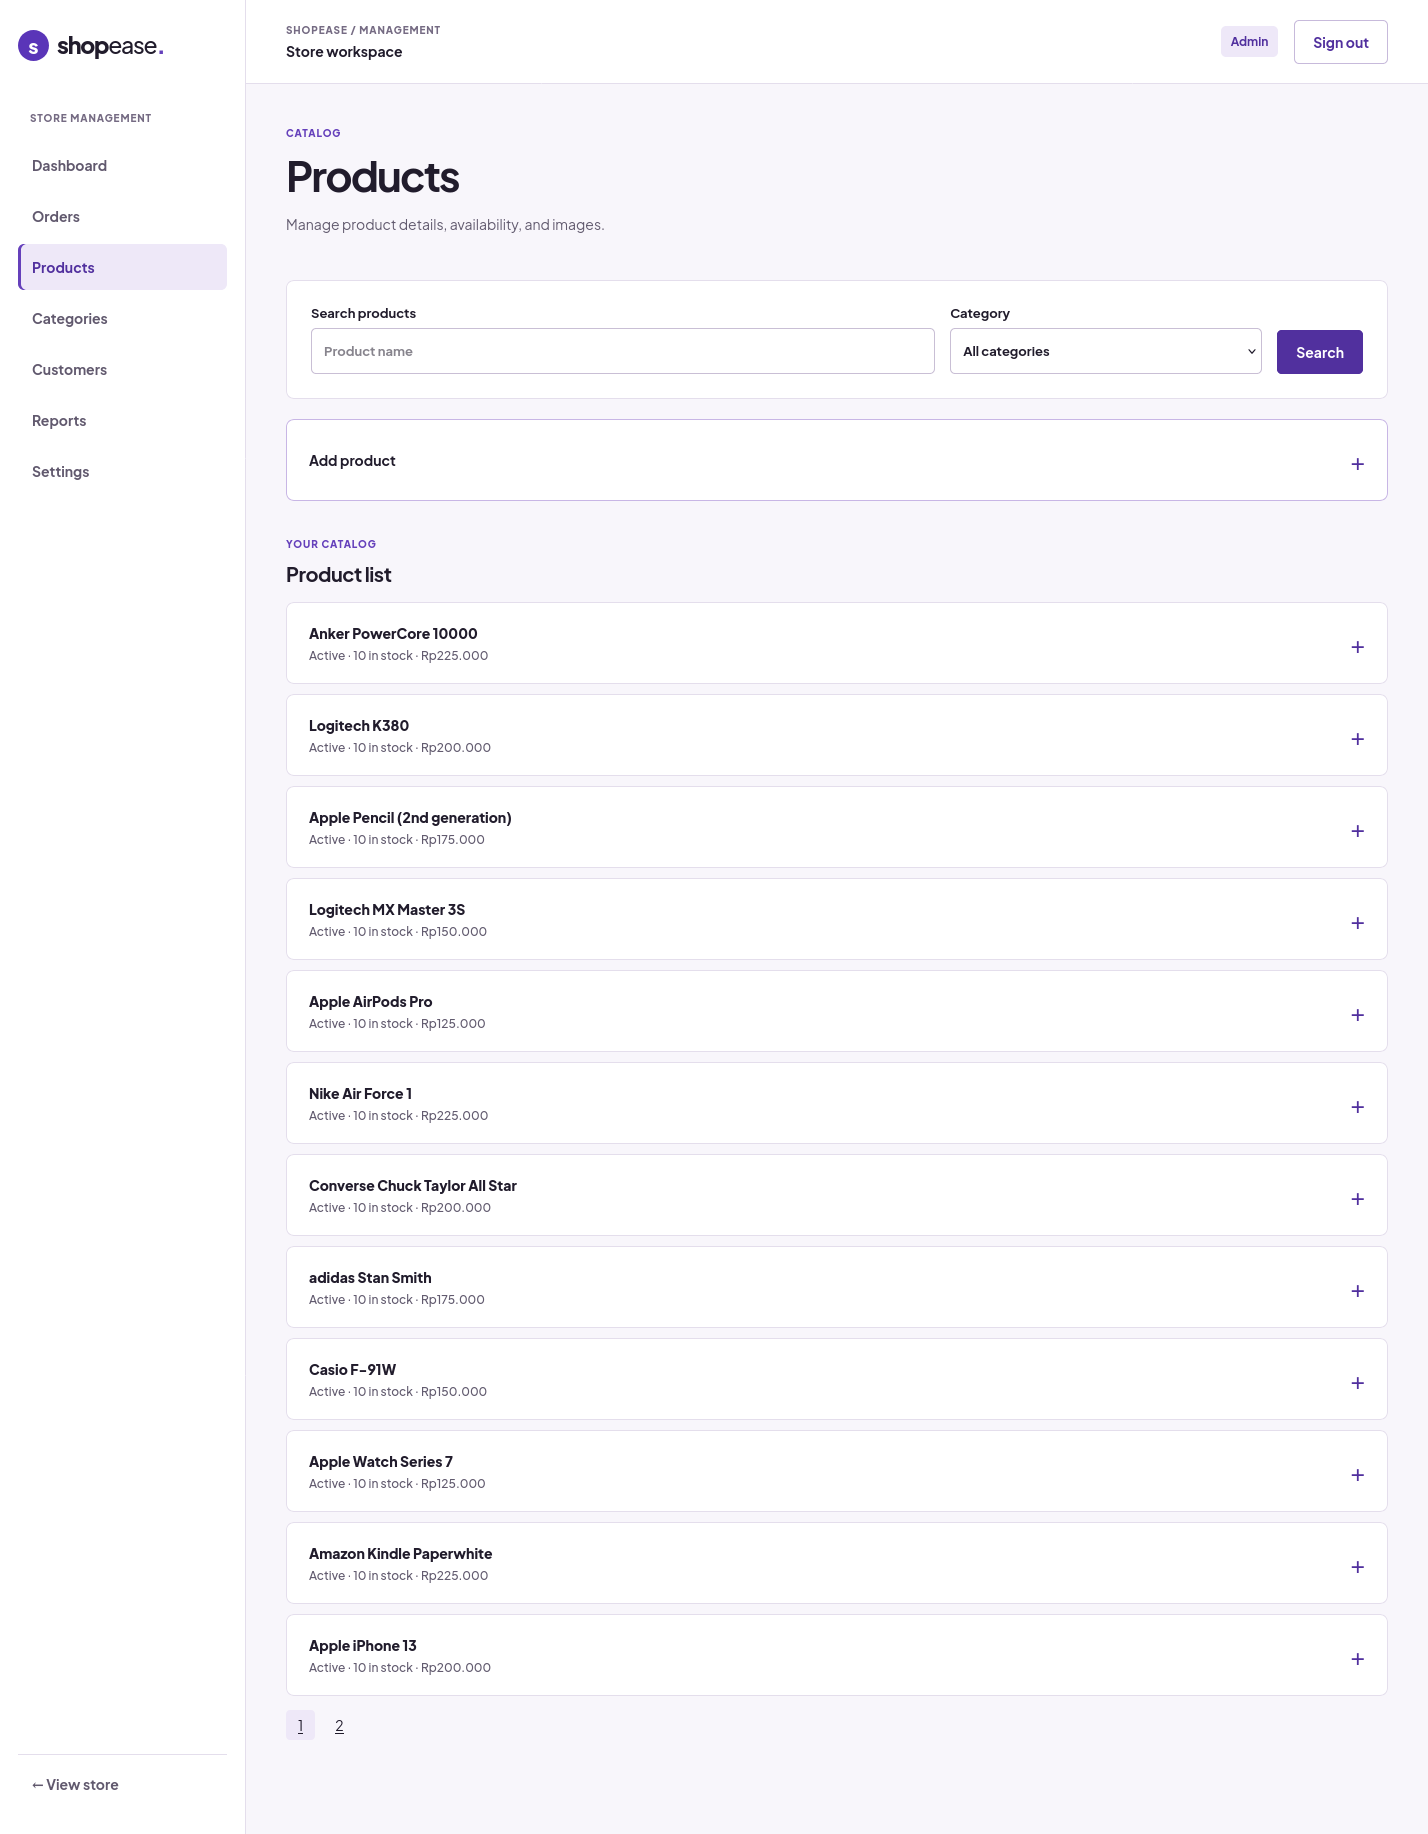 s shopease.
STORE MANAGEMENT
Dashboard
Orders
Products
Categories
Customers
Reports
Settings
← View store
SHOPEASE / MANAGEMENT
Store workspace
Admin
Sign out
CATALOG
Products
Manage product details, availability, and images.
Search products
Product name
Category
All categories
Search
Add product
+
YOUR CATALOG
Product list
Anker PowerCore 10000
Active · 10 in stock · Rp225.000
+
Logitech K380
Active · 10 in stock · Rp200.000
+
Apple Pencil (2nd generation)
Active · 10 in stock · Rp175.000
+
Logitech MX Master 3S
Active · 10 in stock · Rp150.000
+
Apple AirPods Pro
Active · 10 in stock · Rp125.000
+
Nike Air Force 1
Active · 10 in stock · Rp225.000
+
Converse Chuck Taylor All Star
Active · 10 in stock · Rp200.000
+
adidas Stan Smith
Active · 10 in stock · Rp175.000
+
Casio F-91W
Active · 10 in stock · Rp150.000
+
Apple Watch Series 7
Active · 10 in stock · Rp125.000
+
Amazon Kindle Paperwhite
Active · 10 in stock · Rp225.000
+
Apple iPhone 13
Active · 10 in stock · Rp200.000
+
1 2